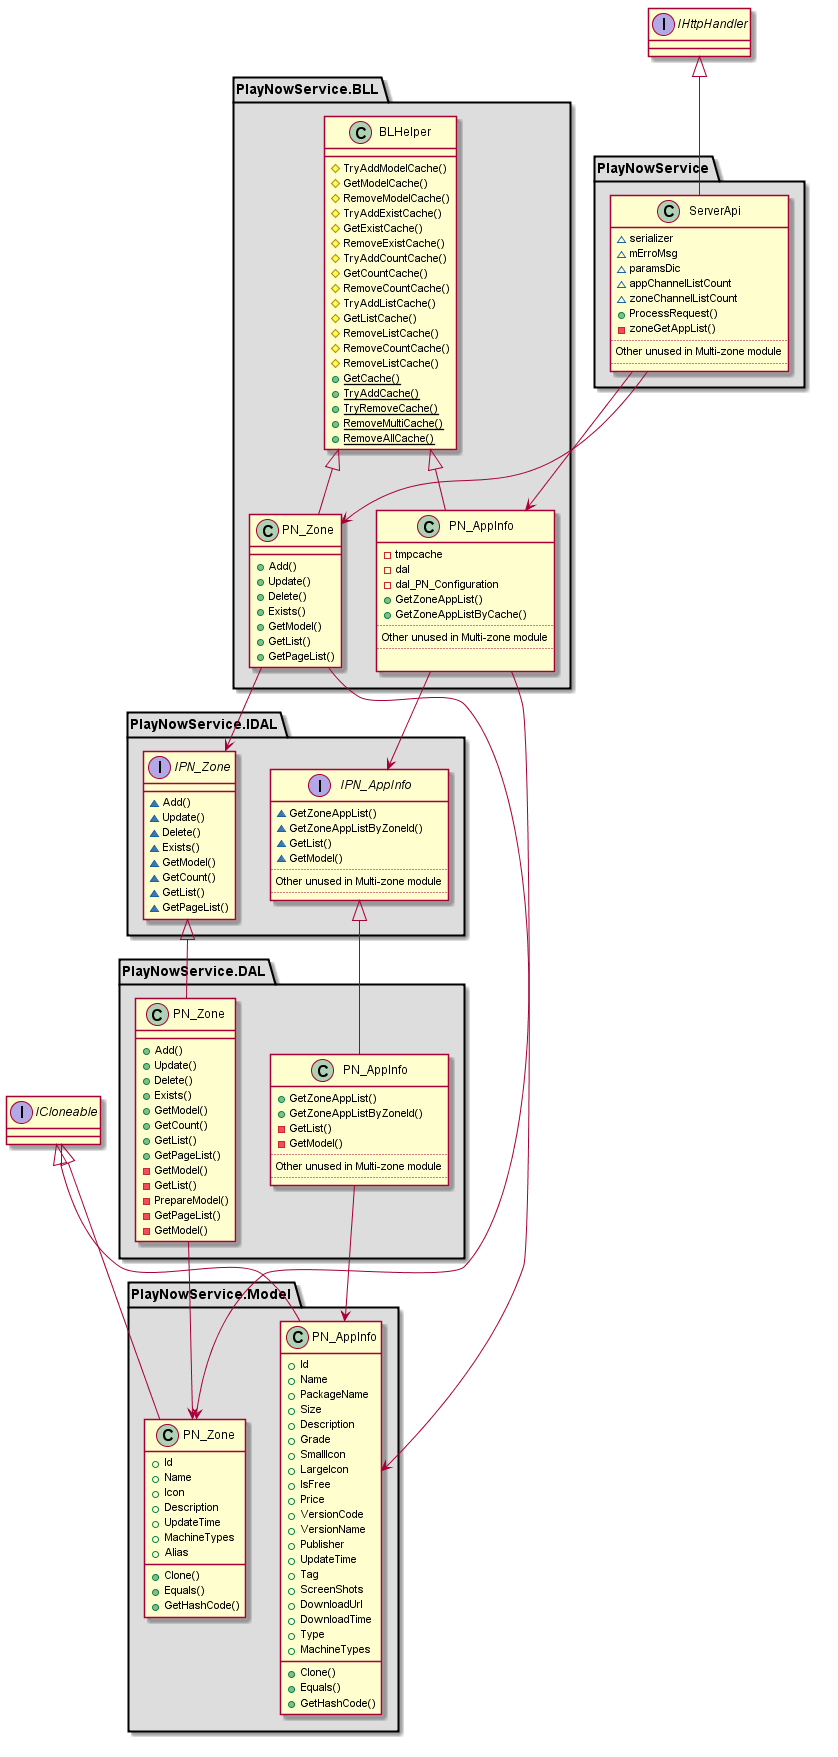 I
IHttpHandler
PlayNowService.BLL
C
BLHelper
TryAddModelCache()
GetModelCache()
RemoveModelCache()
TryAddExistCache()
GetExistCache()
RemoveExistCache()
TryAddCountCache()
GetCountCache()
RemoveCountCache()
TryAddListCache()
GetListCache()
RemoveListCache()
RemoveCountCache()
RemoveListCache()
GetCache()
TryAddCache()
TryRemoveCache()
RemoveMultiCache()
RemoveAllCache()
PlayNowService
C
ServerApi
serializer
mErroMsg
paramsDic
appChannelListCount
zoneChannelListCount
ProcessRequest()
zoneGetAppList()
Other unused in Multi-zone module
C
PN_Zone
Add()
Update()
Delete()
Exists()
GetModel()
GetList()
GetPageList()
C
PN_AppInfo
tmpcache
dal
dal_PN_Configuration
GetZoneAppList()
GetZoneAppListByCache()
Other unused in Multi-zone module
PlayNowService.IDAL
I
IPN_Zone
Add()
Update()
Delete()
Exists()
GetModel()
GetCount()
GetList()
GetPageList()
I
IPN_AppInfo
GetZoneAppList()
GetZoneAppListByZoneId()
GetList()
GetModel()
Other unused in Multi-zone module
PlayNowService.DAL
C
PN_Zone
Add()
Update()
Delete()
Exists()
GetModel()
GetCount()
GetList()
GetPageList()
GetModel()
GetList()
PrepareModel()
GetPageList()
GetModel()
C
PN_AppInfo
GetZoneAppList()
GetZoneAppListByZoneId()
GetList()
GetModel()
Other unused in Multi-zone module
I
ICloneable
PlayNowService.Model
C
PN_Zone
Id
Name
Icon
Description
UpdateTime
MachineTypes
Alias
Clone()
Equals()
GetHashCode()
C
PN_AppInfo
Id
Name
PackageName
Size
Description
Grade
SmallIcon
LargeIcon
IsFree
Price
VersionCode
VersionName
Publisher
UpdateTime
Tag
ScreenShots
DownloadUrl
DownloadTime
Type
MachineTypes
Clone()
Equals()
GetHashCode()